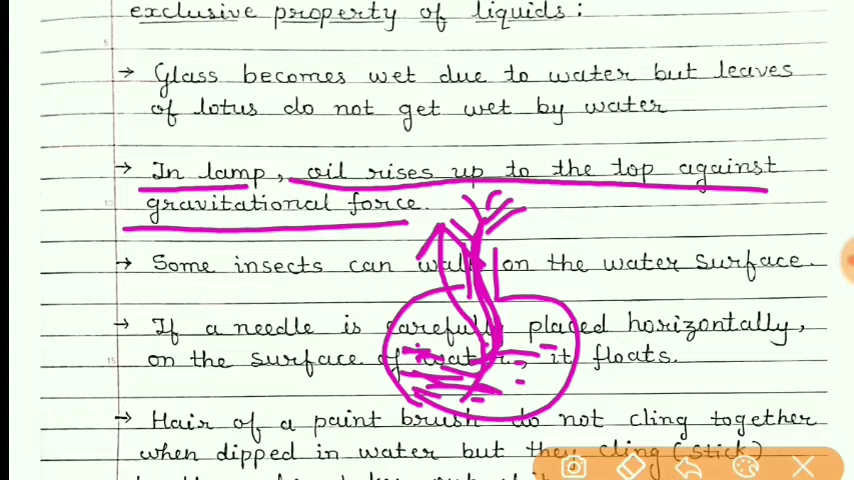 exclusive property of liquids:
→ Glass becomes wet due to water but leaves
of lotus do not get wet by water
→ In lamp, oil rises up to the top against
gravitational force.
→ Some insects can walk on the water surface.
→ If a needle is carefully placed horizontally,
on the surface of water, it floats.
→ Hair of a paint brush do not cling together
when dipped in water but they cling (stick)